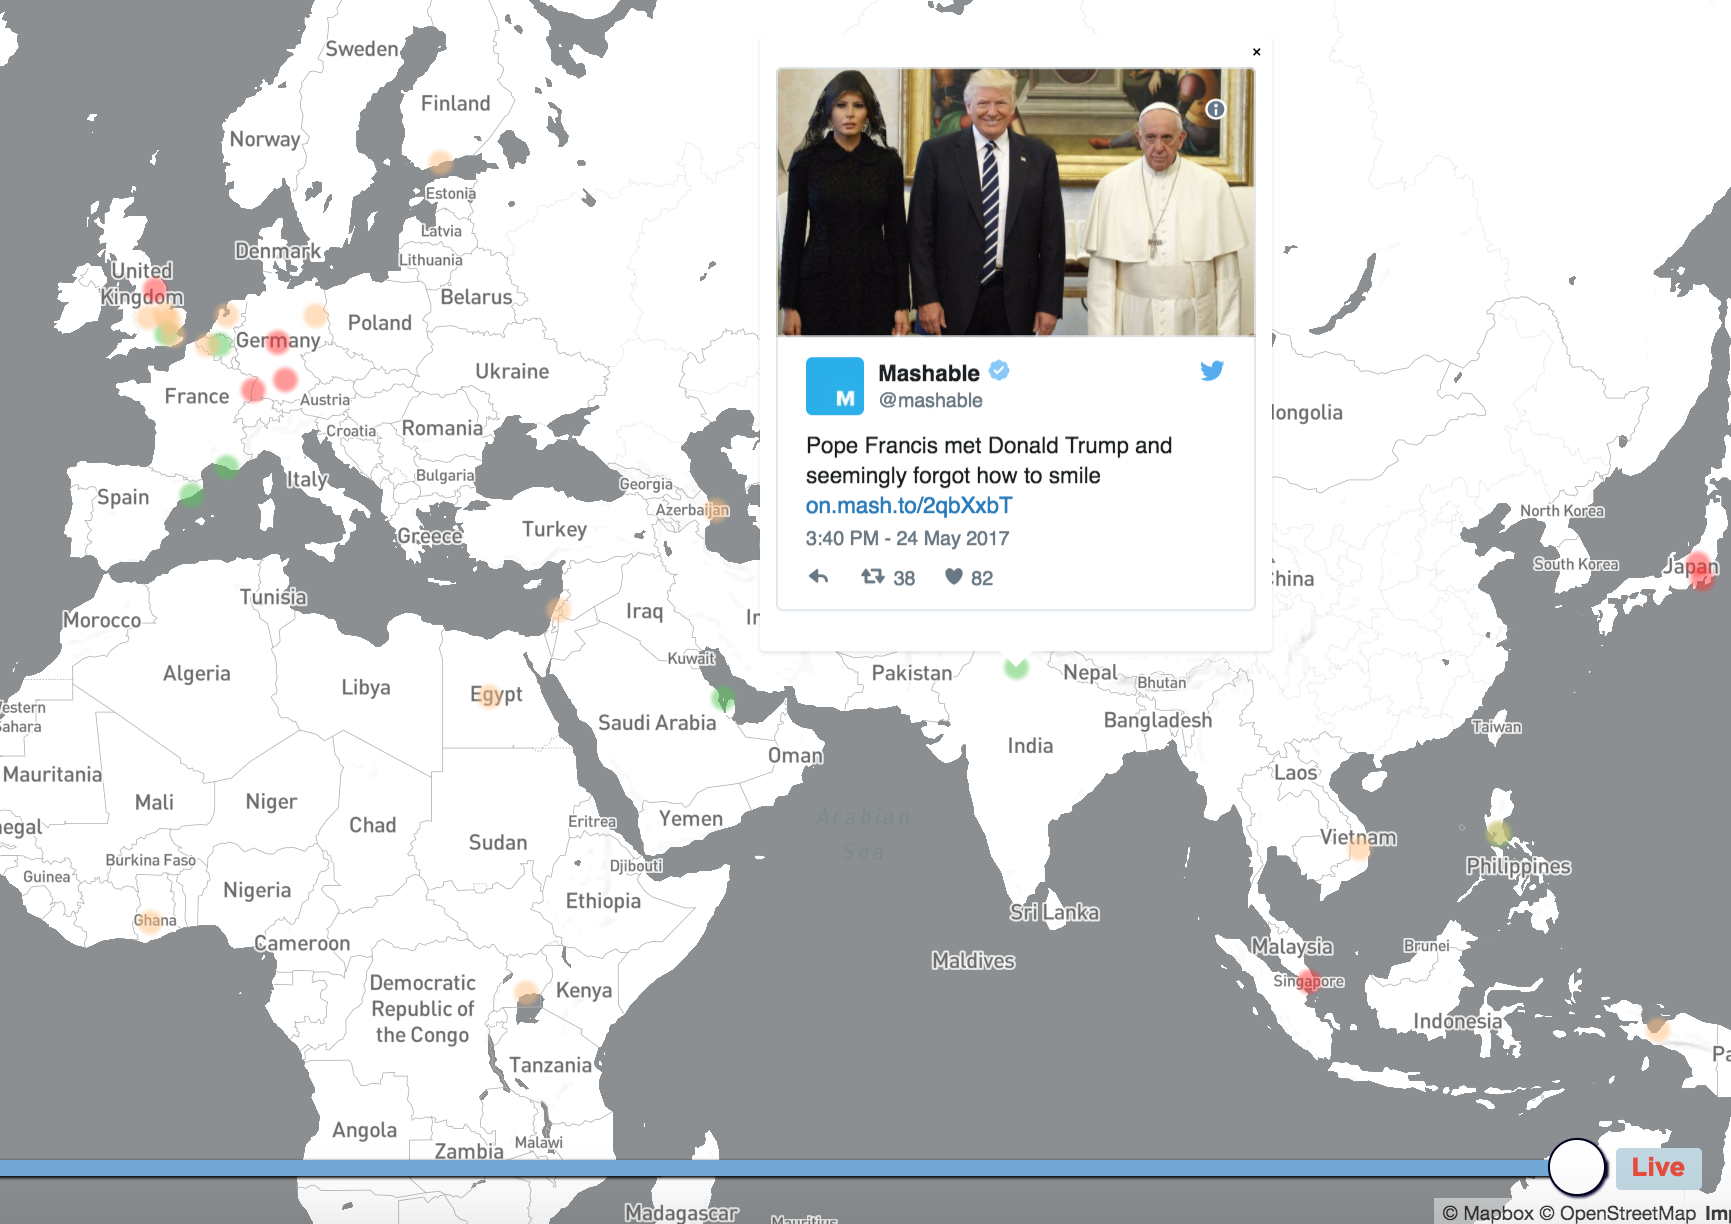 Sweden
Finland
Norway
Estonia
Latvia
Denmark
Lithuania
United
Kingdom
Belarus
Poland
Germany
Ukraine
France
Austria
Croatia
Romania
Bulgaria
Italy
Spain
Georgia
Azerbaijan
Greece
Turkey
×
Mashable
@mashable
Pope Francis met Donald Trump and
seemingly forgot how to smile
on.mash.to/2qbXxbT
3:40 PM - 24 May 2017
38 82
M
ongolia
North Korea
South Korea
Japan
hina
Tunisia
Morocco
Iraq
Ir
Kuwait
Algeria
Libya
Egypt
Pakistan
Nepal
Bhutan
estern
ahara
Saudi Arabia
Bangladesh
Taiwan
India
Oman
Mauritania
Laos
Mali
Niger
Chad
Eritrea
Yemen
Arabian
Sea
Sudan
Vietnam
negal
Burkina Faso
Djibouti
Philippines
Guinea
Nigeria
Ethiopia
Ghana
Sri Lanka
Cameroon
Malaysia
Brunei
Maldives
Singapore
Democratic
Republic of
the Congo
Kenya
Indonesia
Pa
Tanzania
Angola
Malawi
Zambia
Live
Madagascar
Mauritius
© Mapbox © OpenStreetMap Im